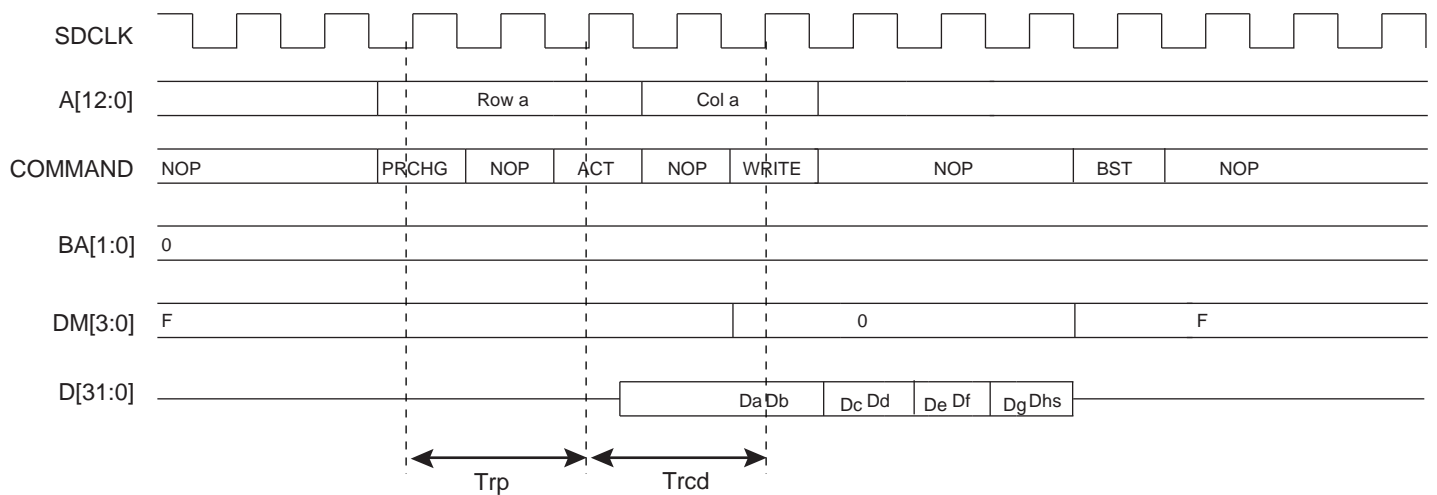 SDCLK
A[12:0] Row a Col a
COMMAND NOP PRCHG NOP ACT NOP WRITE NOP BST NOP
BA[1:0] 0
DM[3:0] F 0 F
D[31:0] Da Db Dc Dd De Df Dg Dhs
Trp Trcd